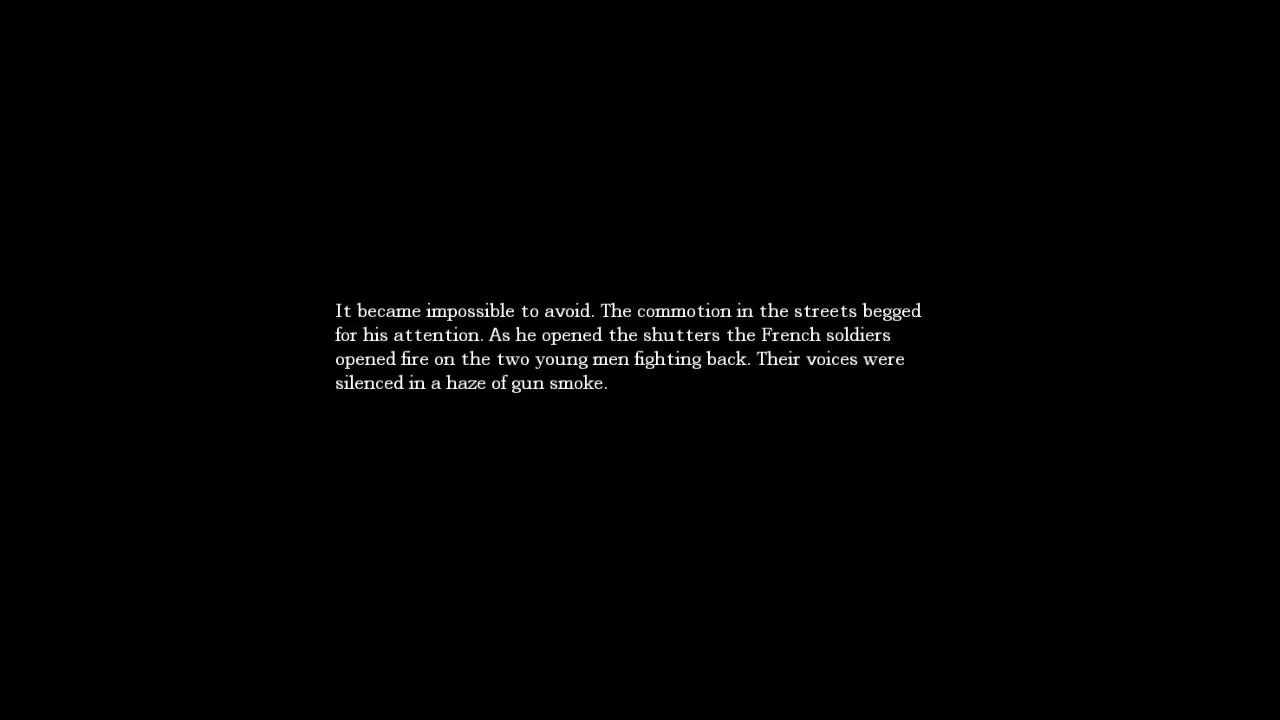 It became impossible to avoid. The commotion in the streets begged
for his attention. As he opened the shutters the French soldiers
opened fire on the two young men fighting back. Their voices were
silenced in a haze of gun smoke.